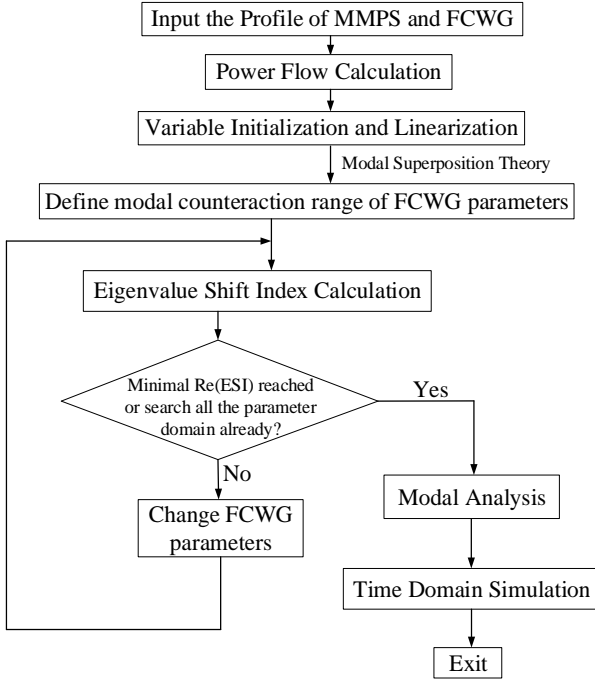 Input the Profile of MMPS and FCWG
Power Flow Calculation
Variable Initialization and Linearization
Modal Superposition Theory
Define modal counteraction range of FCWG parameters
Eigenvalue Shift Index Calculation
Minimal Re(ESI) reached
or search all the parameter
domain already?
Yes
No
Change FCWG
parameters
Modal Analysis
Time Domain Simulation
Exit